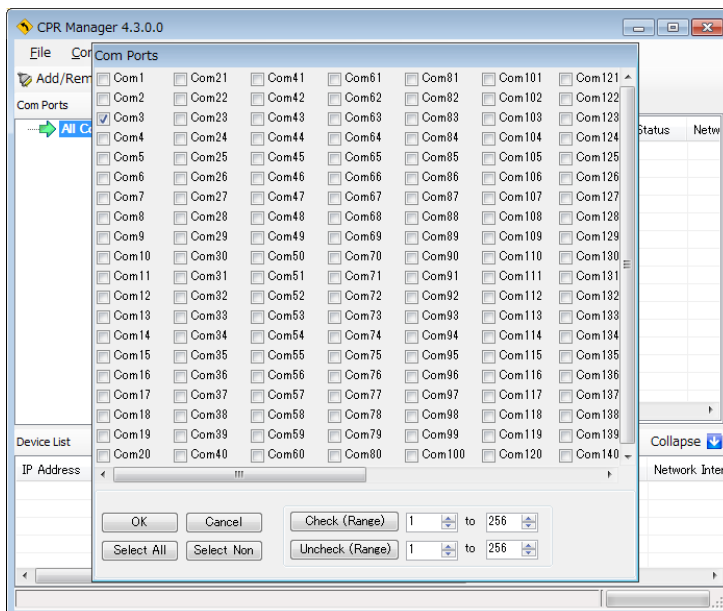 CPR Manager 4.3.0.0
File
Com Ports
Add/Rem
Com Ports
Com1 Com21 Com41 Com61 Com81 Com101 Com121
Com2 Com22 Com42 Com62 Com82 Com102 Com122
Com3 Com23 Com43 Com63 Com83 Com103 Com123
Com4 Com24 Com44 Com64 Com84 Com104 Com124
Com5 Com25 Com45 Com65 Com85 Com105 Com125
Com6 Com26 Com46 Com66 Com86 Com106 Com126
Com7 Com27 Com47 Com67 Com87 Com107 Com127
Com8 Com28 Com48 Com68 Com88 Com108 Com128
Com9 Com29 Com49 Com69 Com89 Com109 Com129
Com10 Com30 Com50 Com70 Com90 Com110 Com130
Com11 Com31 Com51 Com71 Com91 Com111 Com131
Com12 Com32 Com52 Com72 Com92 Com112 Com132
Com13 Com33 Com53 Com73 Com93 Com113 Com133
Com14 Com34 Com54 Com74 Com94 Com114 Com134
Com15 Com35 Com55 Com75 Com95 Com115 Com135
Com16 Com36 Com56 Com76 Com96 Com116 Com136
Com17 Com37 Com57 Com77 Com97 Com117 Com137
Com18 Com38 Com58 Com78 Com98 Com118 Com138
Com19 Com39 Com59 Com79 Com99 Com119 Com139
Com20 Com40 Com60 Com80 Com100 Com120 Com140
All Co
Status Netw
Device List Collapse
IP Address Network Inter
OK Cancel Check (Range) 1 to 256
Select All Select Non Uncheck (Range) 1 to 256